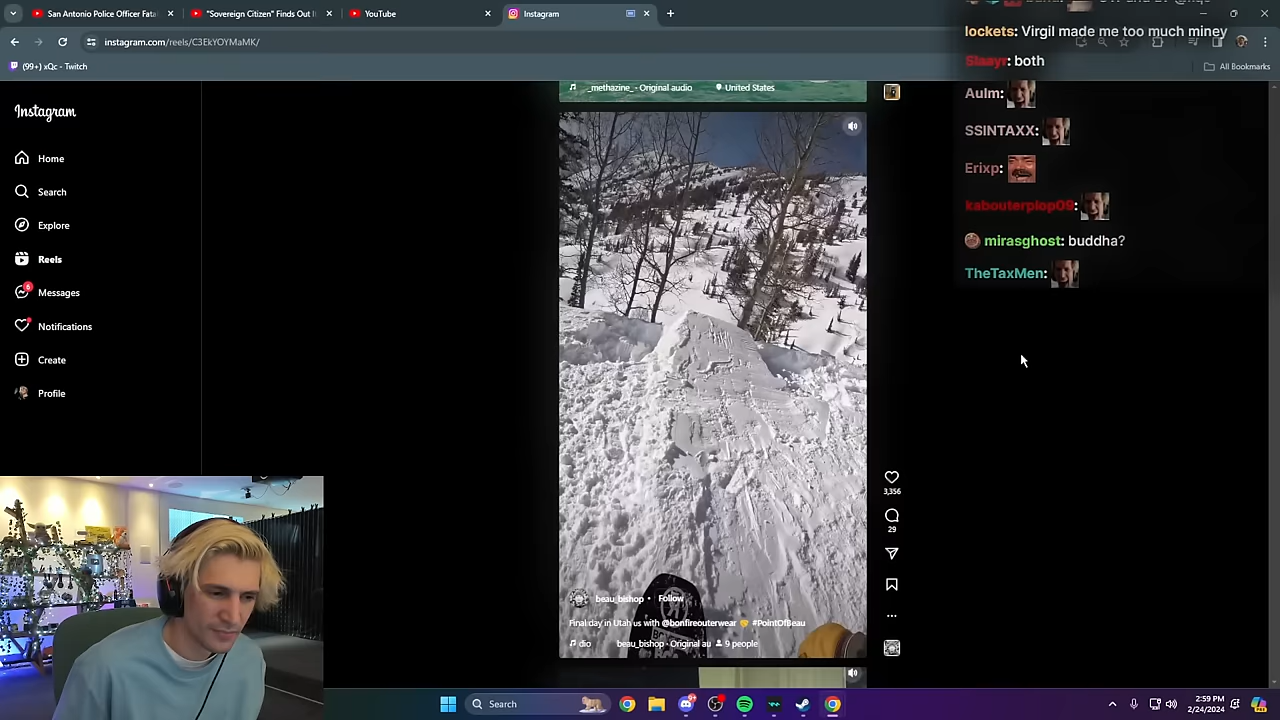 San Antonio Police Officer Fata
"Sovereign Citizen" Finds Out I
YouTube
Instagram
instagram.com/reels/C3EkYOYMaMK/
(99+) xQc - Twitch
All Bookmarks
lockets: Virgil made me too much miney
Slaayr: both
Aulm:
SSINTAXX:
Erixp:
kabouterplop09:
mirasghost: buddha?
TheTaxMen:
Instagram
Home
Search
Explore
Reels
6
Messages
Notifications
Create
Profile
_methazine_ - Original audio
United States
3,356
29
beau_bishop • Follow
Final day in Utah us with @bonfireouterwear #PointOfBeau
dio beau_bishop · Original au 9 people
Search
2:59 PM
2/24/2024